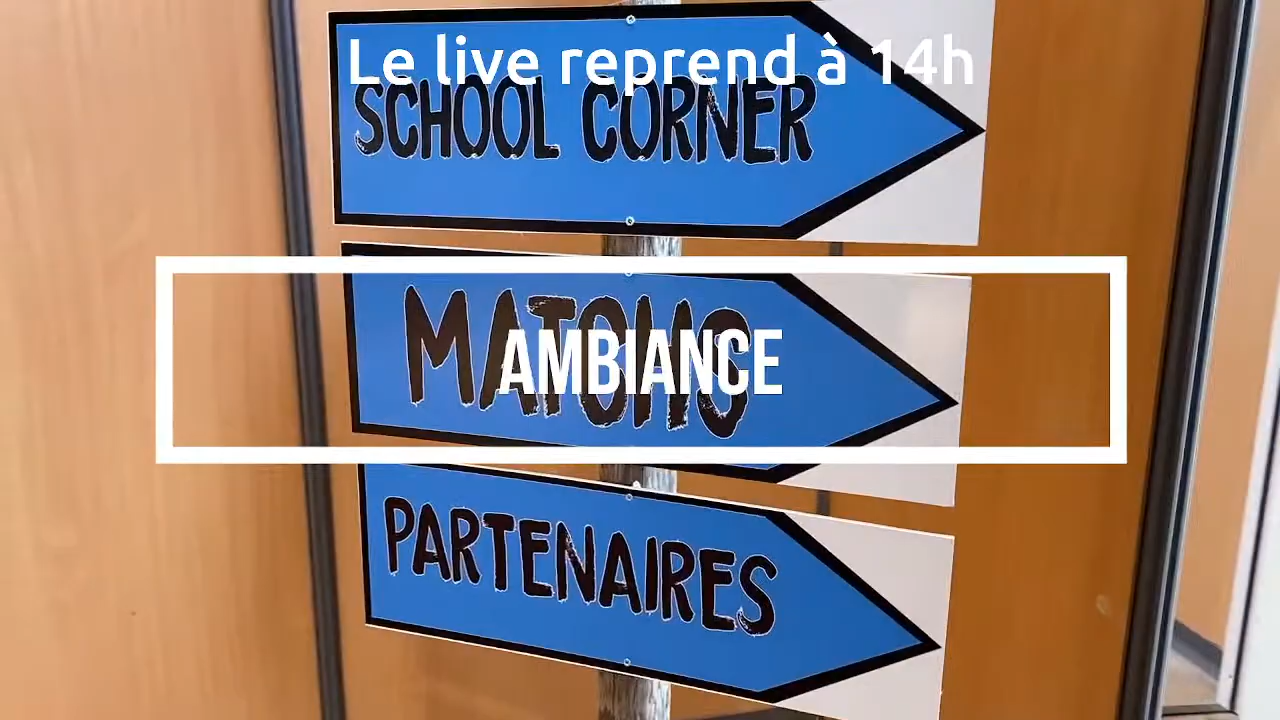 Le live reprend à 14h
SCHOOL CORNER
AMBIANCE
PARTENAIRES